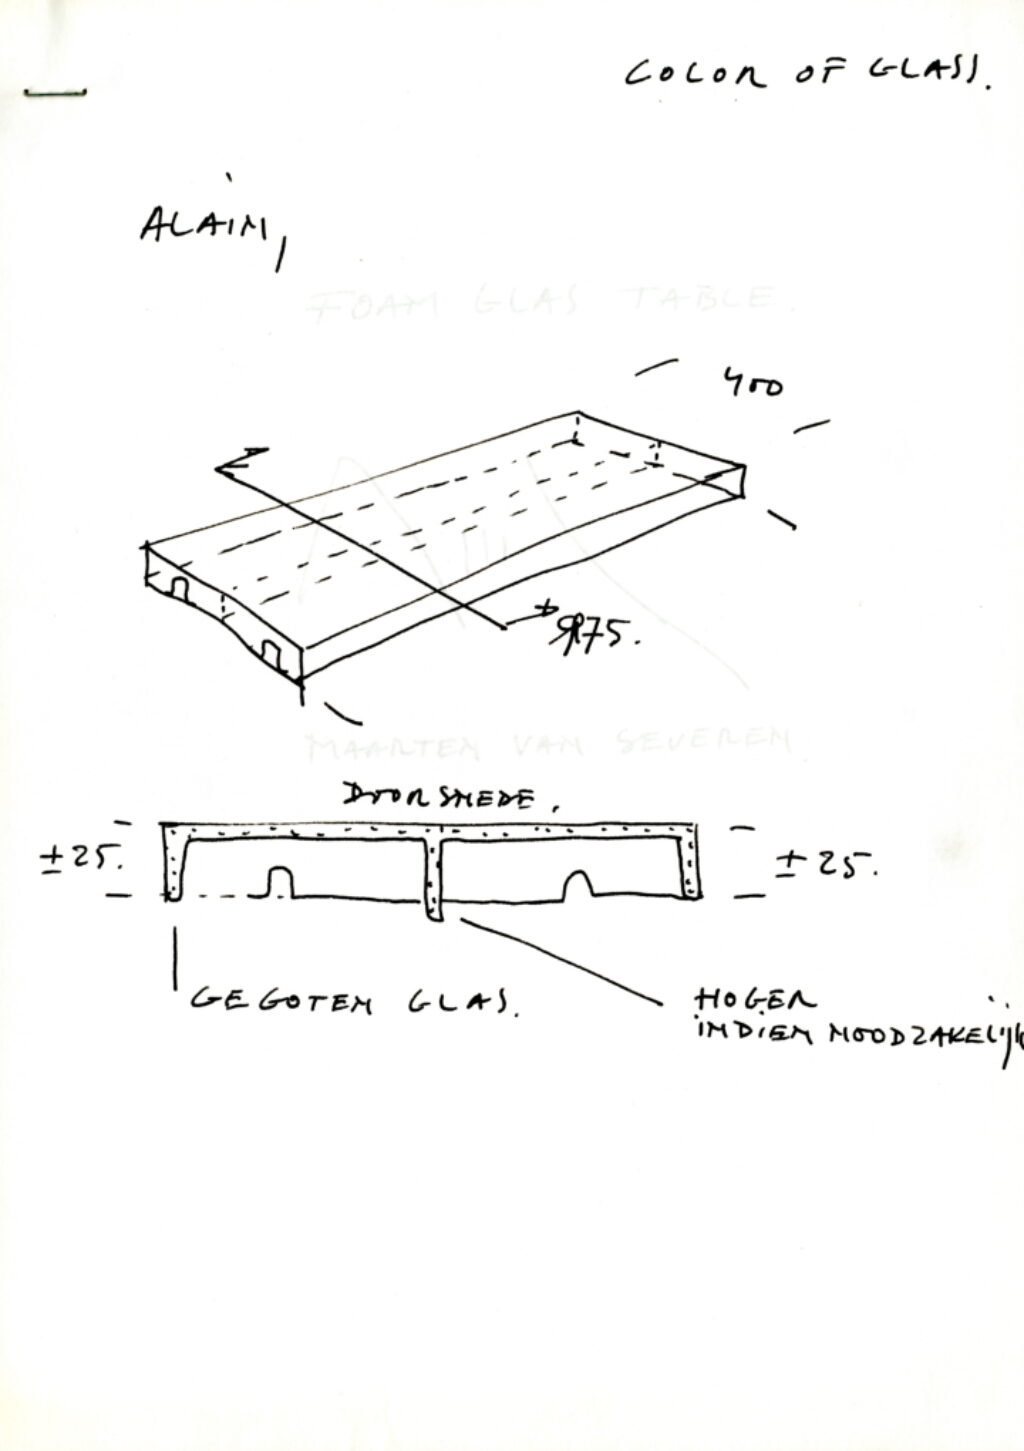 COLOR OF GLASS.
ALAIN,
FOAM GLAS TABLE.
400
75.
MAARTEN VAN SEVEREN
DOORSNEDE.
±25.
± 25.
GEGOTEN GLAS.
HOGER
INDIEN NOODZAKELIJK